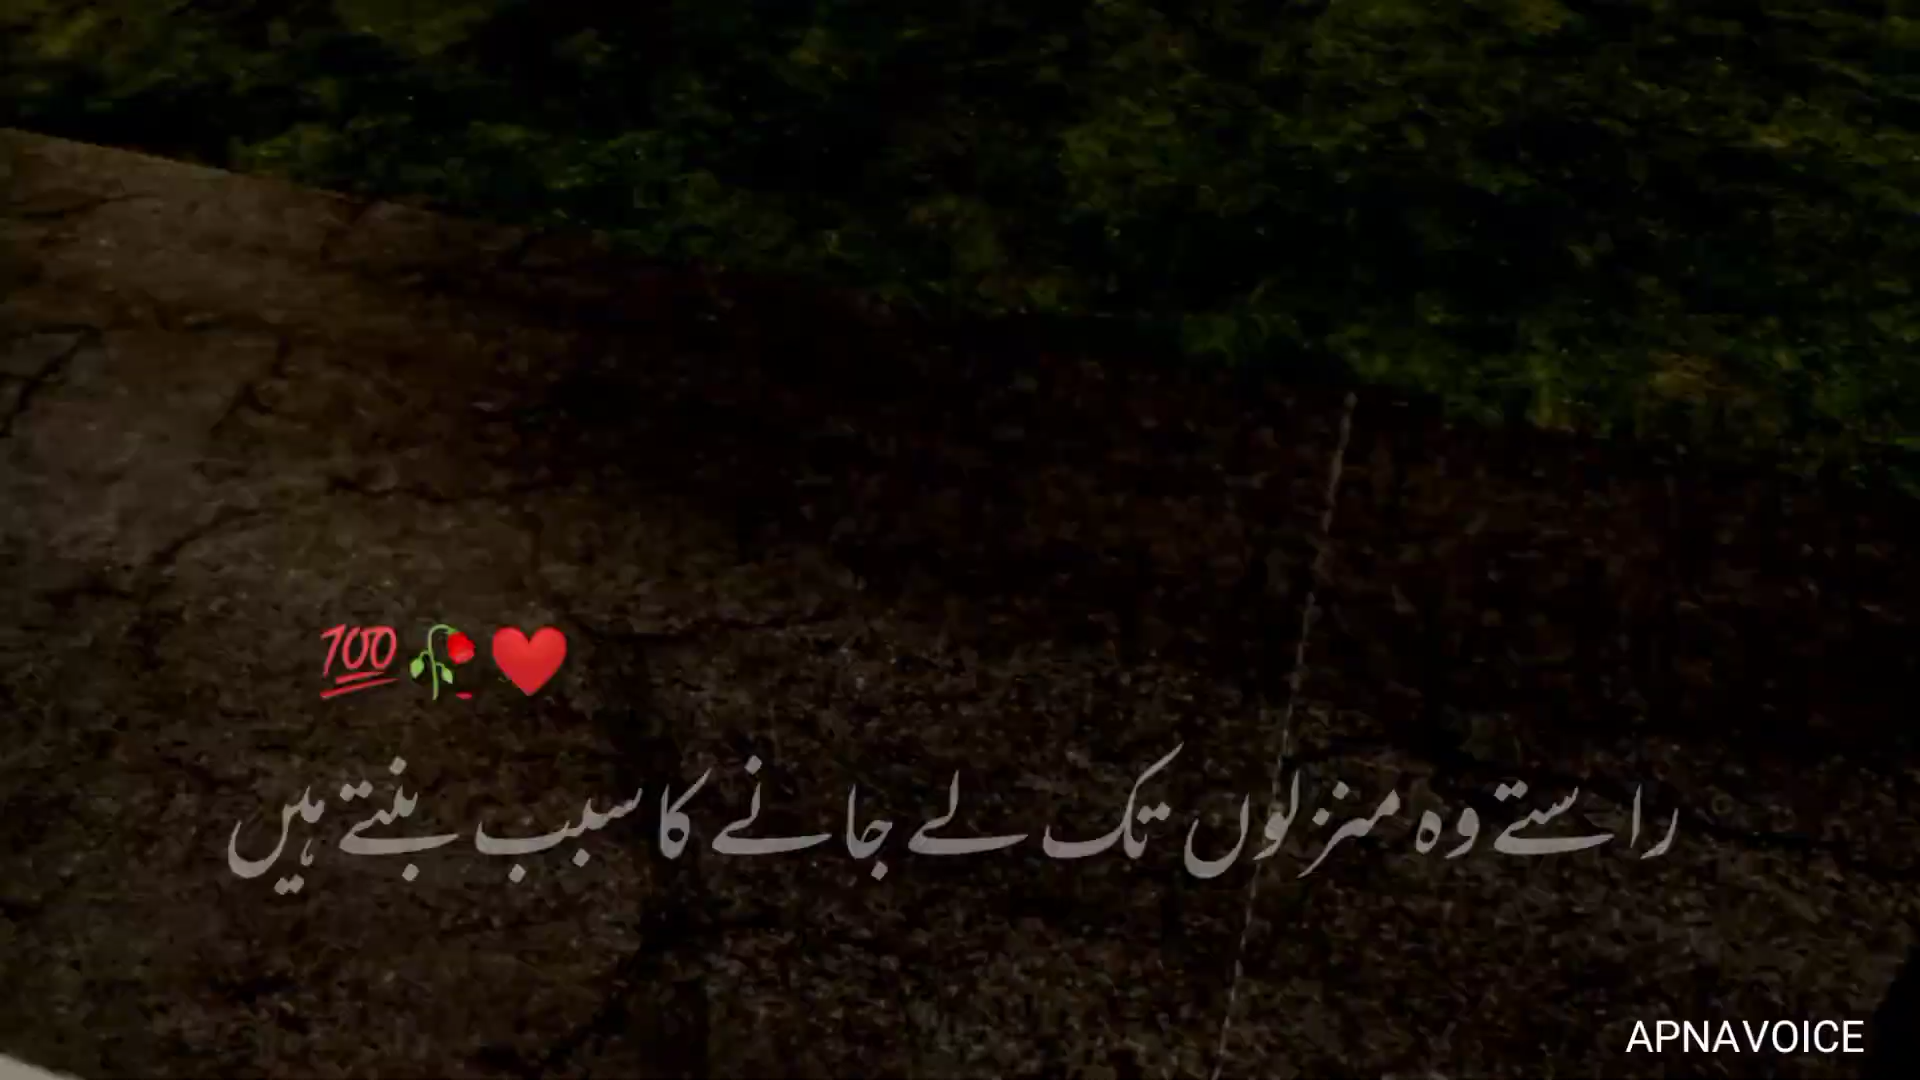 💯🥀❤️
راستے وہ منزلوں تک لے جانے کا سبب بنتے ہیں
APNAVOICE